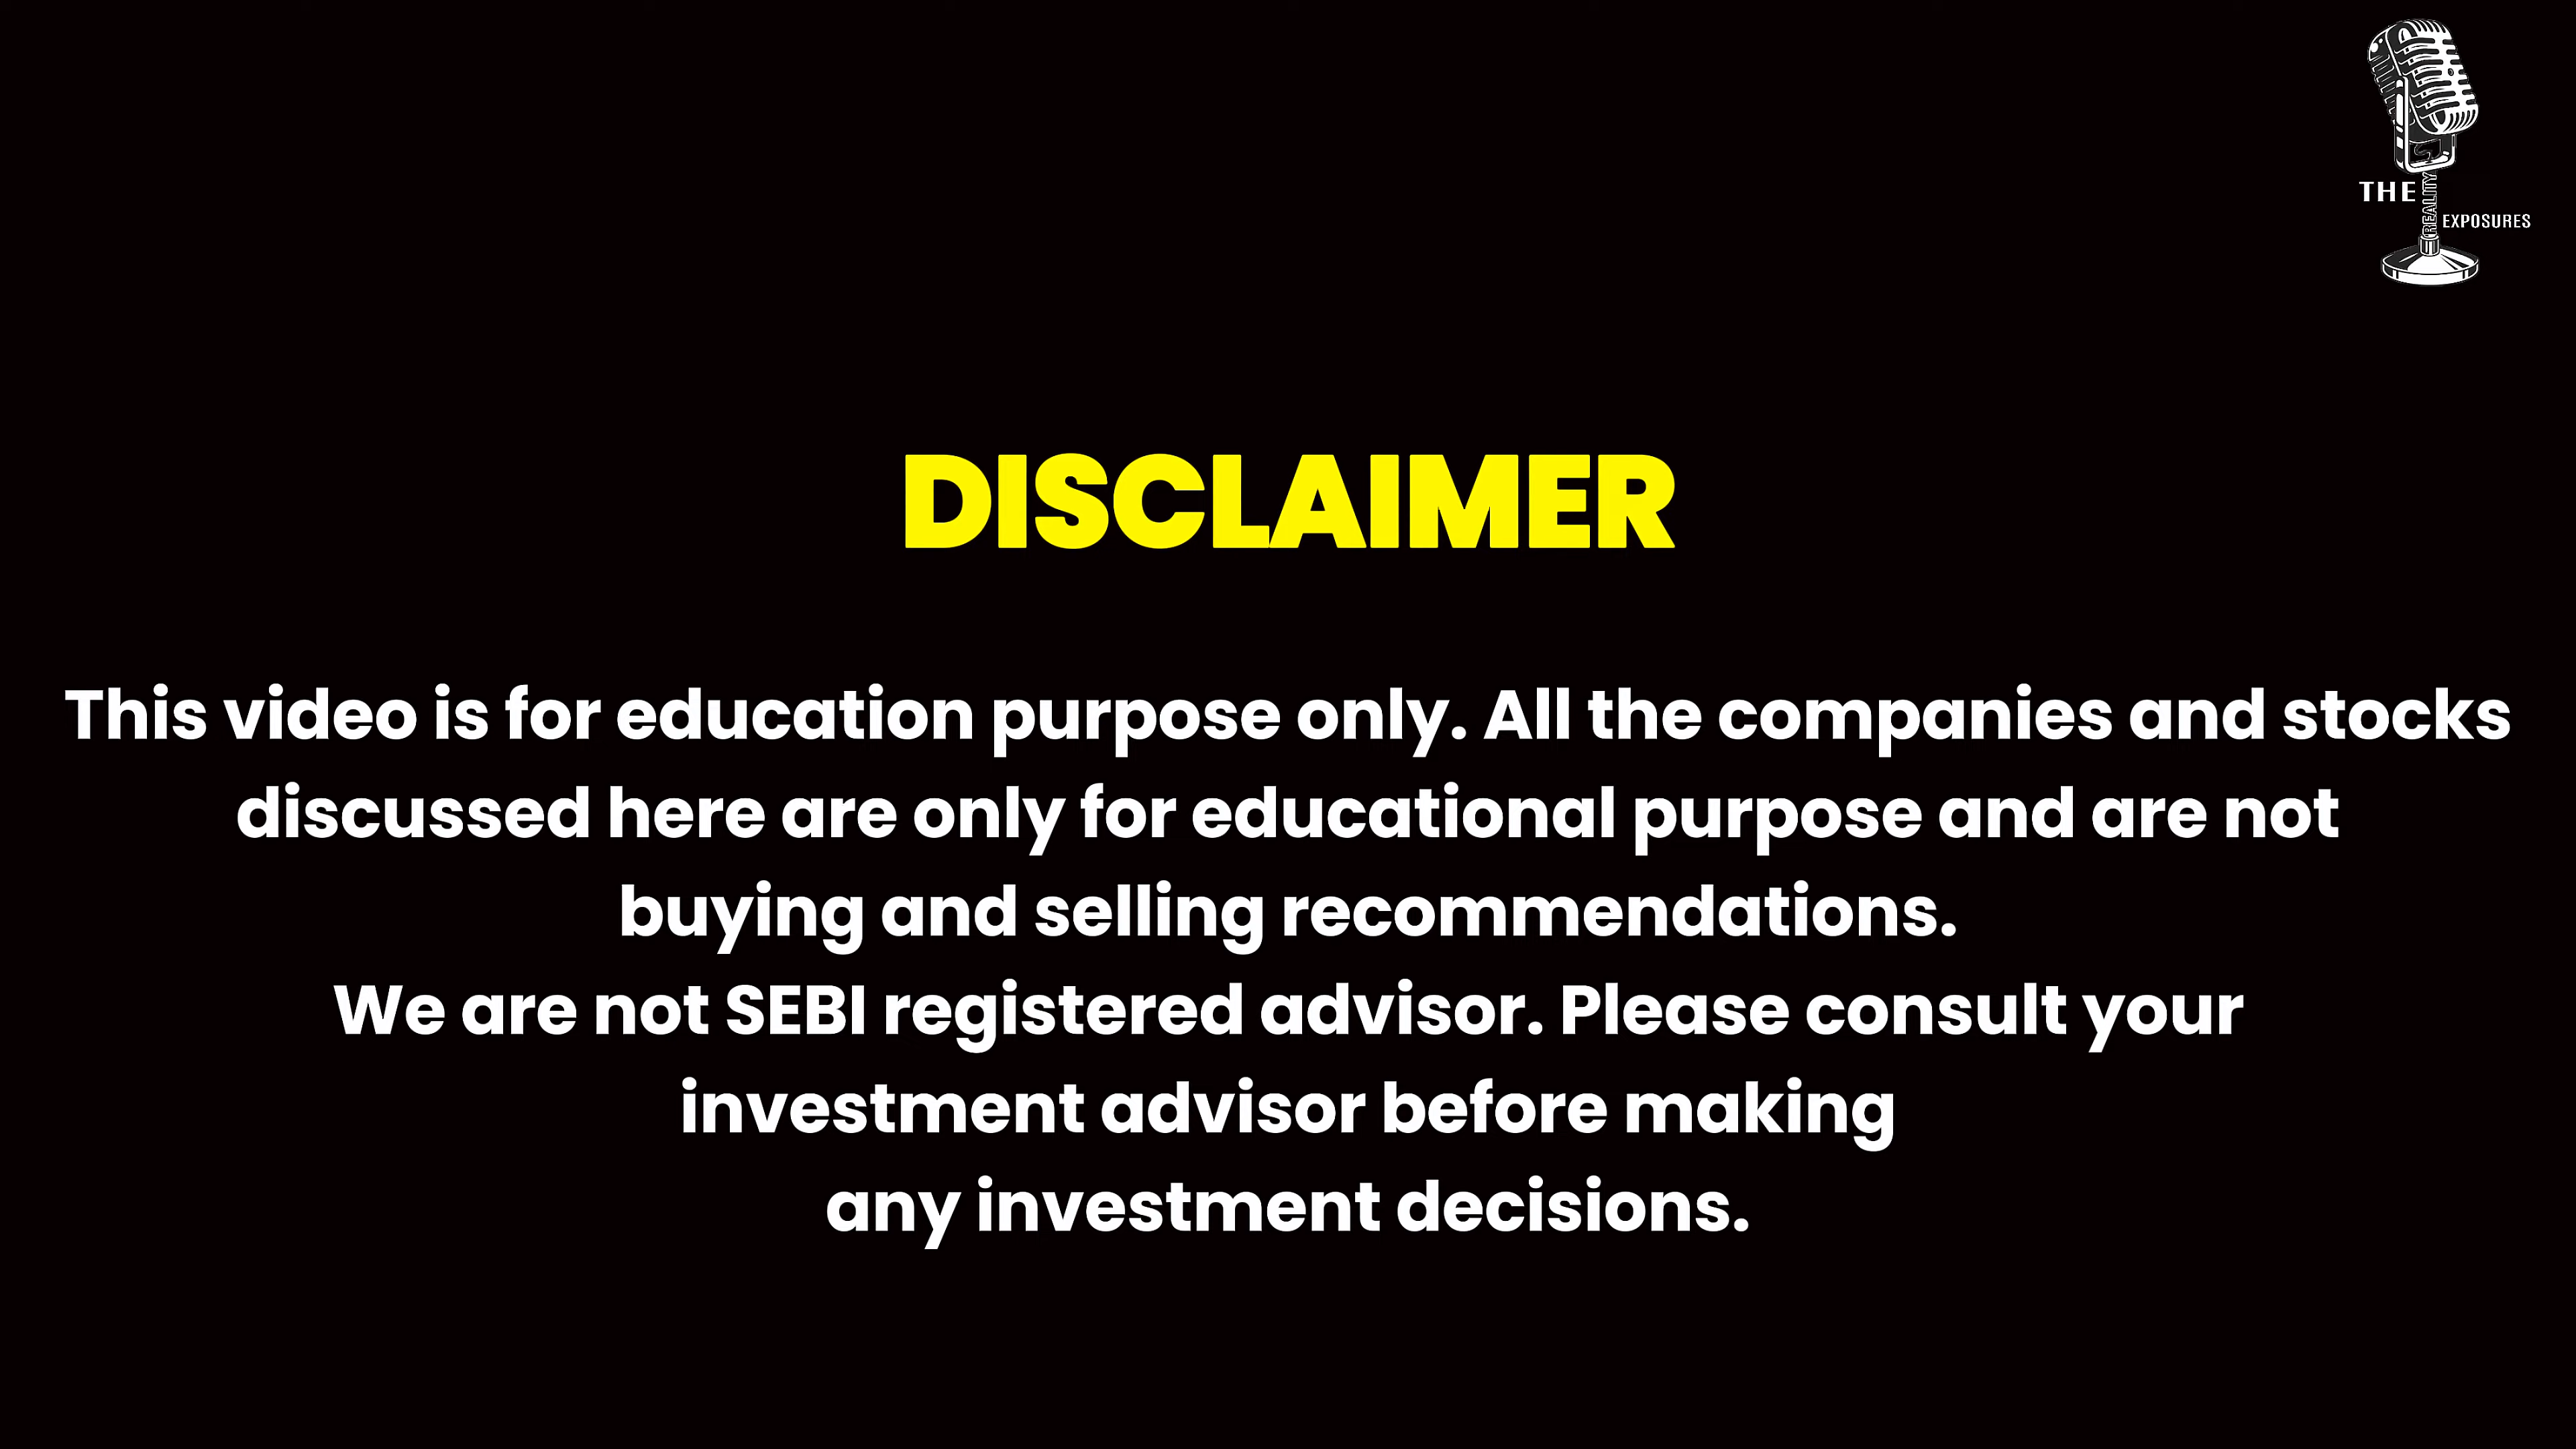 THE
REALITY
EXPOSURES
DISCLAIMER
This video is for education purpose only. All the companies and stocks
discussed here are only for educational purpose and are not
buying and selling recommendations.
We are not SEBI registered advisor. Please consult your
investment advisor before making
any investment decisions.